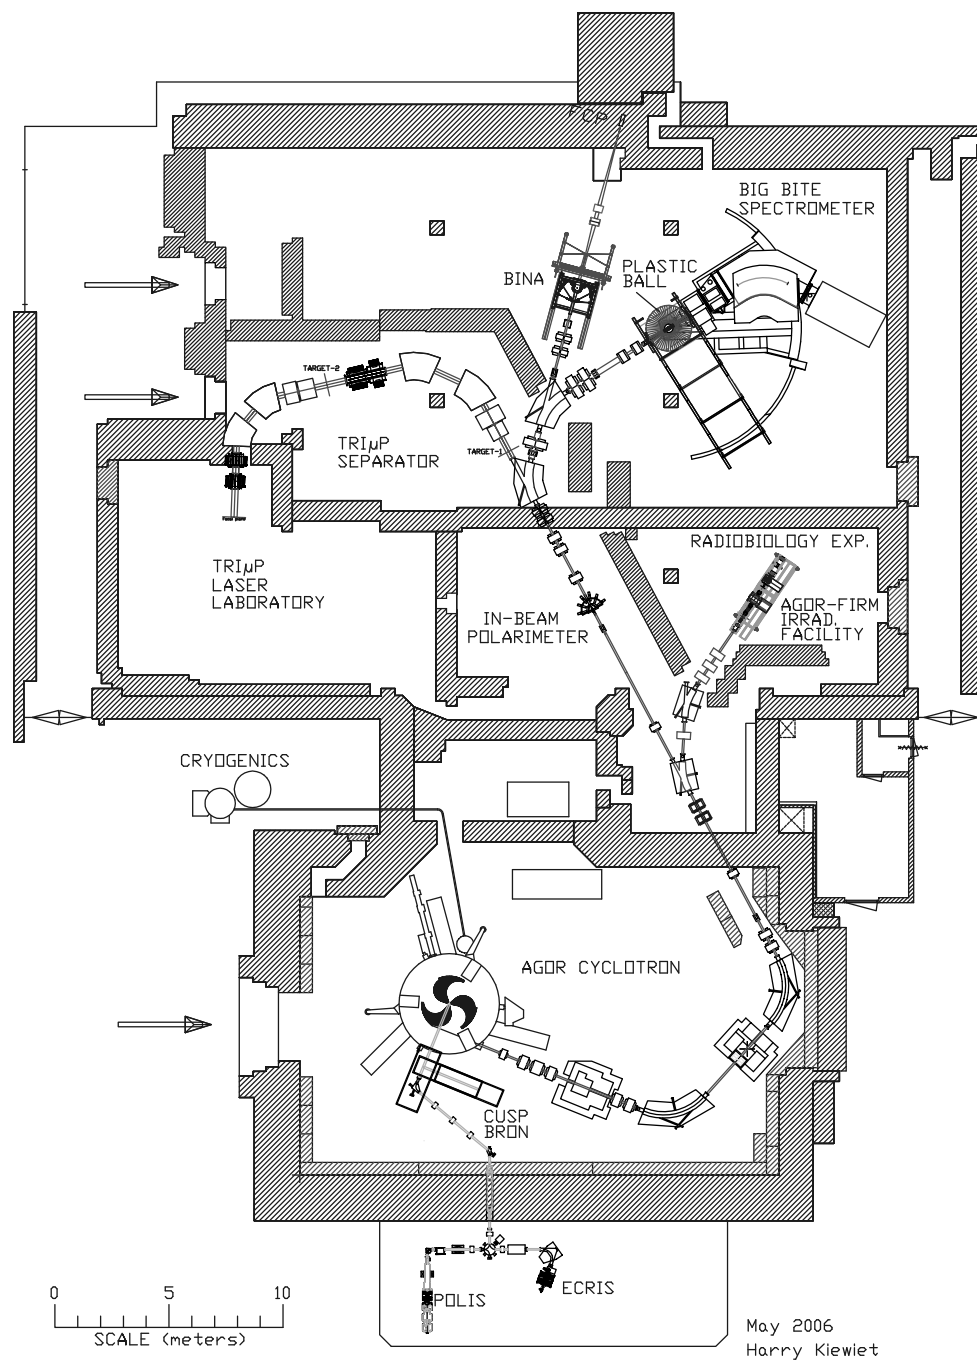 FCP
BIG BITE
SPECTROMETER
BINA
PLASTIC
BALL
TARGET-2
TRIμP
SEPARATOR
TARGET-1
RADIOBIOLOGY EXP.
TRIμP
LASER
LABORATORY
IN-BEAM
POLARIMETER
AGOR-FIRM
IRRAD.
FACILITY
CRYOGENICS
AGOR CYCLOTRON
CUSP
BRON
POLIS
ECRIS
0 5 10
SCALE (meters)
May 2006
Harry Kiewiet